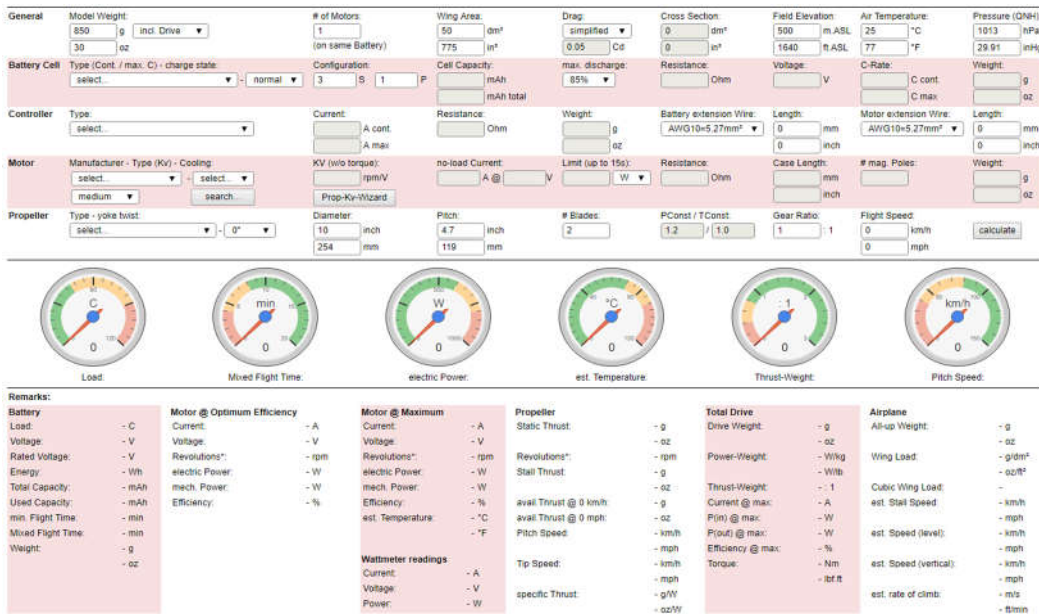 General Model Weight: # of Motors: Wing Area: Drag: Cross Section: Field Elevation: Air Temperature: Pressure (QNH):
850 g incl. Drive ▼ 1 50 dm² simplified ▼ 0 dm² 500 m.ASL 25 °C 1013 hPa
30 oz (on same Battery) 775 in² 0.05 Cd 0 in² 1640 ft.ASL 77 °F 29.91 inHg
Battery Cell Type (Cont. / max. C) - charge state: Configuration: Cell Capacity: max. discharge: Resistance: Voltage: C-Rate: Weight:
select... ▼ - normal ▼ 3 S 1 P mAh 85% ▼ Ohm V C cont. g
mAh total C max oz
Controller Type: Current: Resistance: Weight: Battery extension Wire: Length: Motor extension Wire: Length:
select... ▼ A cont. Ohm g AWG10=5.27mm² ▼ 0 mm AWG10=5.27mm² ▼ 0 mm
A max oz 0 inch 0 inch
Motor Manufacturer - Type (Kv) - Cooling: KV (w/o torque): no-load Current: Limit (up to 15s): Resistance: Case Length: # mag. Poles: Weight:
select... ▼ - select... ▼ rpm/V A @ V W ▼ Ohm mm g
medium ▼ search... Prop-Kv-Wizard inch oz
Propeller Type - yoke twist: Diameter: Pitch: # Blades: PConst / TConst: Gear Ratio: Flight Speed:
select... ▼ - 0° ▼ 10 inch 4.7 inch 2 1.2 / 1.0 1 : 1 0 km/h calculate
254 mm 119 mm 0 mph
C min W °C : 1 km/h
0 0 0 0 0 0
Load: Mixed Flight Time: electric Power: est. Temperature: Thrust-Weight: Pitch Speed:
Remarks:
Battery Motor @ Optimum Efficiency Motor @ Maximum Propeller Total Drive Airplane
Load: - C Current: - A Current: - A Static Thrust: - g Drive Weight: - g All-up Weight: - g
Voltage: - V Voltage: - V Voltage: - V - oz - oz - oz
Rated Voltage: - V Revolutions*: - rpm Revolutions*: - rpm Revolutions*: - rpm Power-Weight: - W/kg Wing Load: - g/dm²
Energy: - Wh electric Power: - W electric Power: - W Stall Thrust: - g - W/lb - oz/ft²
Total Capacity: - mAh mech. Power: - W mech. Power: - W - oz Thrust-Weight: - : 1 Cubic Wing Load: -
Used Capacity: - mAh Efficiency: - % Efficiency: - % avail.Thrust @ 0 km/h: - g Current @ max: - A est. Stall Speed: - km/h
min. Flight Time: - min est. Temperature: - °C avail.Thrust @ 0 mph: - oz P(in) @ max: - W - mph
Mixed Flight Time: - min - °F Pitch Speed: - km/h P(out) @ max: - W est. Speed (level): - km/h
Weight: - g - mph Efficiency @ max: - % - mph
- oz Wattmeter readings Tip Speed: - km/h Torque: - Nm est. Speed (vertical): - km/h
Current: - A - mph - lbf.ft - mph
Voltage: - V specific Thrust: - g/W est. rate of climb: - m/s
Power: - W - oz/W - ft/min